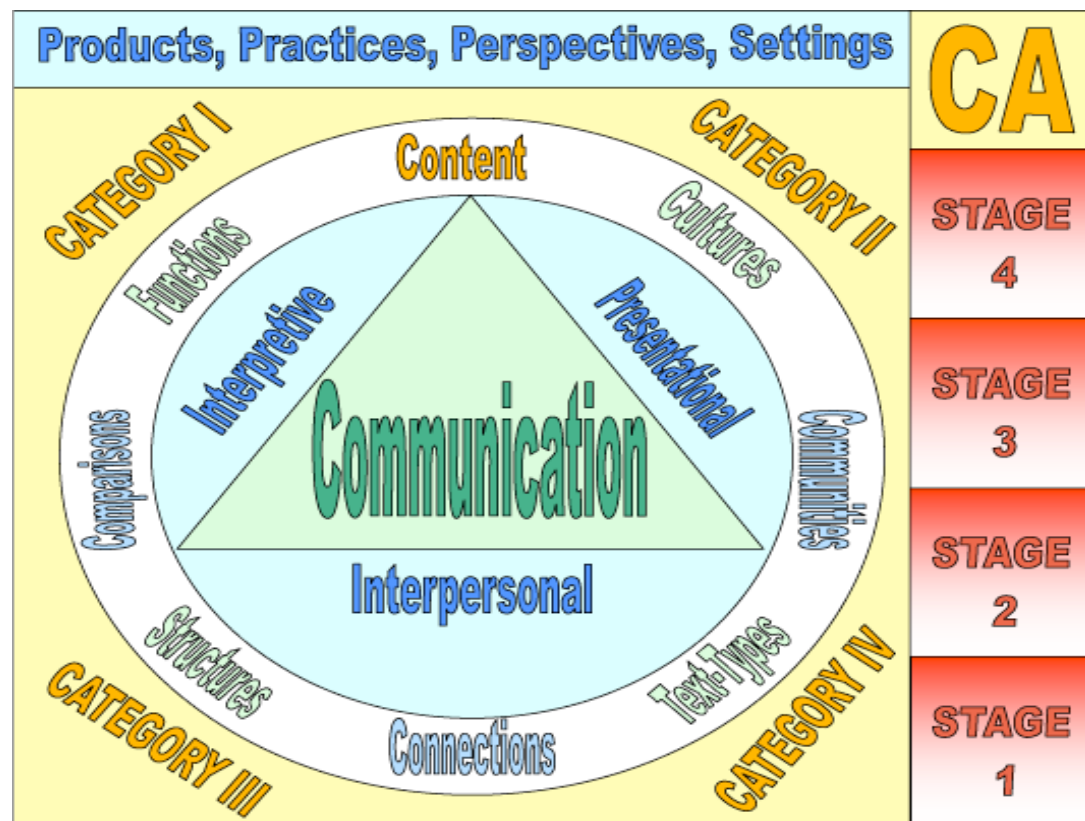 Products, Practices, Perspectives, Settings
CA
CATEGORY I
CATEGORY II
Content
Functions
Cultures
Interpretive
Presentational
Communication
Comparisons
Communities
Interpersonal
Structures
Text-Types
Connections
CATEGORY III
CATEGORY IV
STAGE
4
STAGE
3
STAGE
2
STAGE
1